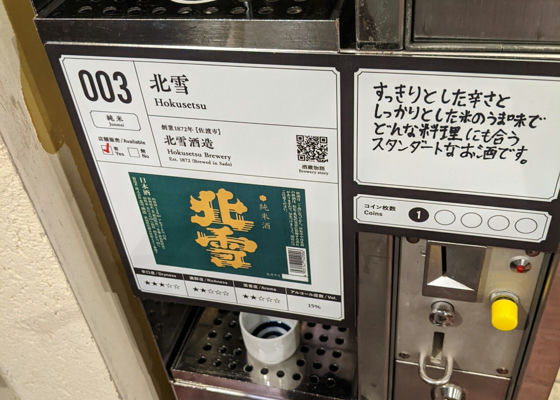 003
北雪
Hokusetsu
純米
Junmai
店舗販売 / Available
有 Yes
無 No
創業1872年【佐渡市】
北雪酒造
Hokusetsu Brewery
Est. 1872 (Brewed in Sado)
酒蔵物語
Brewery story
日本酒
純米酒
北雪
辛口度 / Dryness
★★★☆☆
濃醇度 / Richness
★★☆☆☆
芳香度 / Aroma
★★☆☆☆
アルコール度数 / Vol.
15%
すっきりとした辛さと
しっかりとした米のうま味で
どんな料理にも合う
スタンダードなお酒です。
コイン枚数
Coins
1